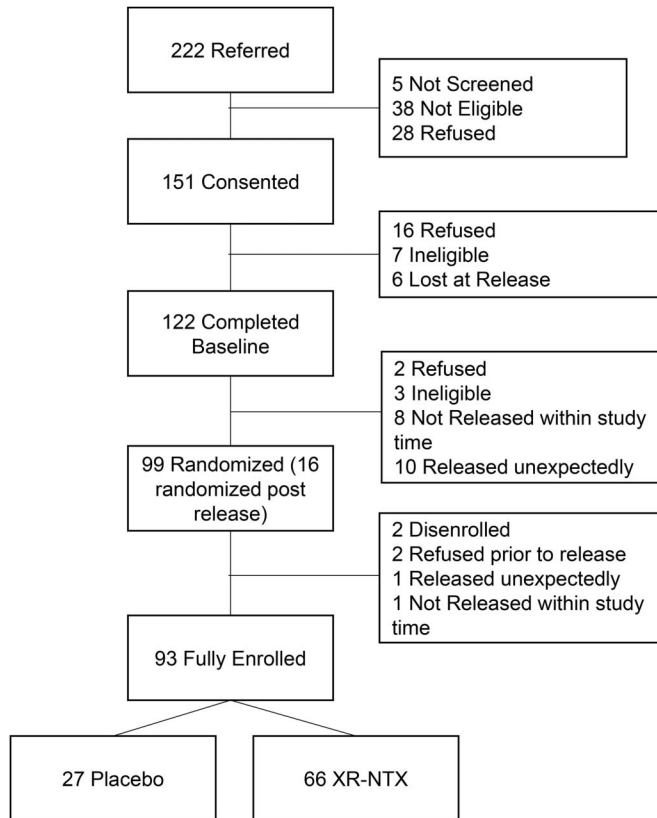 222 Referred
5 Not Screened
38 Not Eligible
28 Refused
151 Consented
16 Refused
7 Ineligible
6 Lost at Release
122 Completed
Baseline
2 Refused
3 Ineligible
8 Not Released within study
time
10 Released unexpectedly
99 Randomized (16
randomized post
release)
2 Disenrolled
2 Refused prior to release
1 Released unexpectedly
1 Not Released within study
time
93 Fully Enrolled
27 Placebo
66 XR-NTX